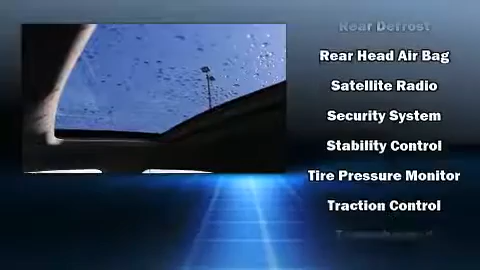 Rear Defrost
Rear Head Air Bag
Satellite Radio
Security System
Stability Control
Tire Pressure Monitor
Traction Control